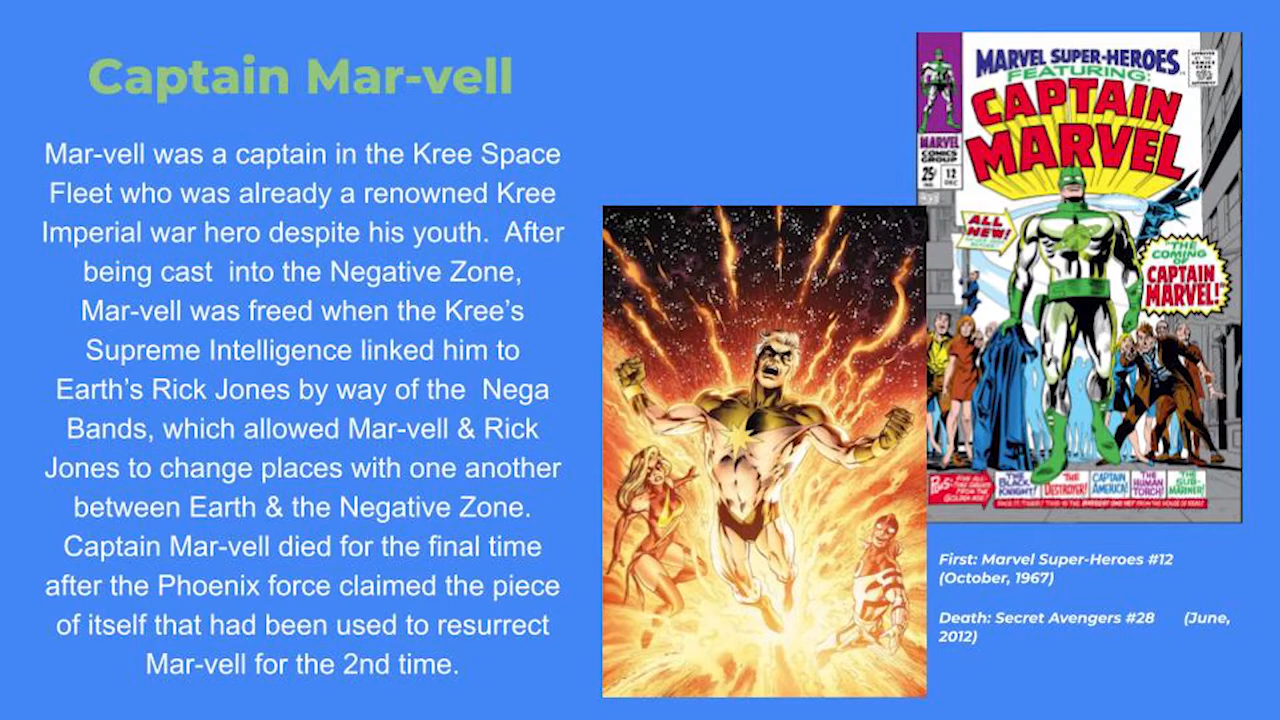 Captain Mar-vell
Mar-vell was a captain in the Kree Space
Fleet who was already a renowned Kree
Imperial war hero despite his youth.  After
being cast  into the Negative Zone,
Mar-vell was freed when the Kree’s
Supreme Intelligence linked him to
Earth’s Rick Jones by way of the  Nega
Bands, which allowed Mar-vell & Rick
Jones to change places with one another
between Earth & the Negative Zone.
Captain Mar-vell died for the final time
after the Phoenix force claimed the piece
of itself that had been used to resurrect
Mar-vell for the 2nd time.
MARVEL SUPER-HEROES
FEATURING:
CAPTAIN
MARVEL
MARVEL
COMICS
GROUP
25¢
12
DEC
ALL
NEW!
"THE
COMING
OF
CAPTAIN
MARVEL!"
PLUS:
THE
BLACK
KNIGHT!
THE
DESTROYER!
CAPTAIN
AMERICA!
THE
HUMAN
TORCH!
THE
SUB-
MARINER!
First: Marvel Super-Heroes #12
(October, 1967)
Death: Secret Avengers #28 (June,
2012)